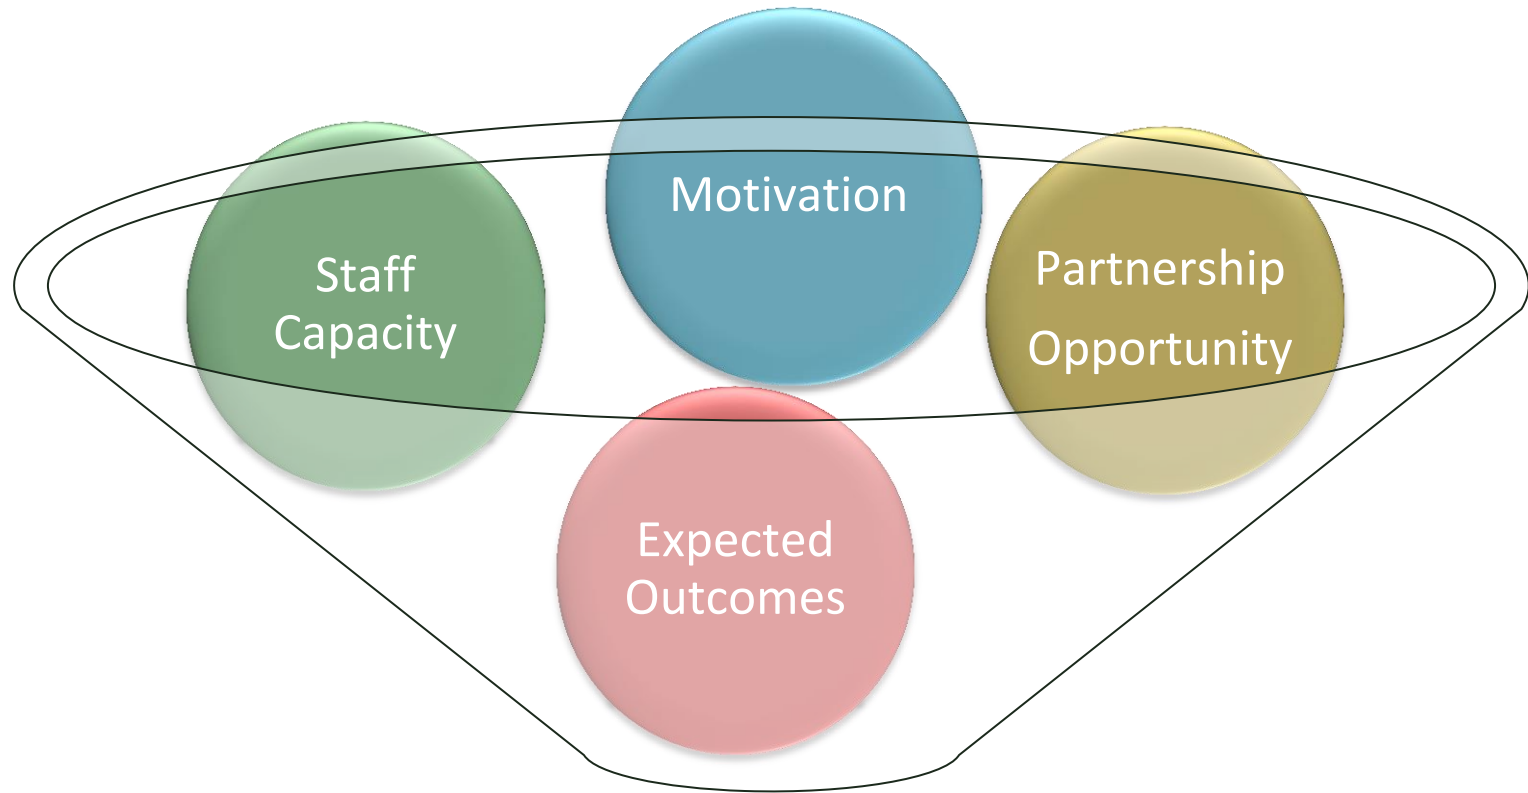 Motivation
Staff
Capacity
Partnership
Opportunity
Expected
Outcomes